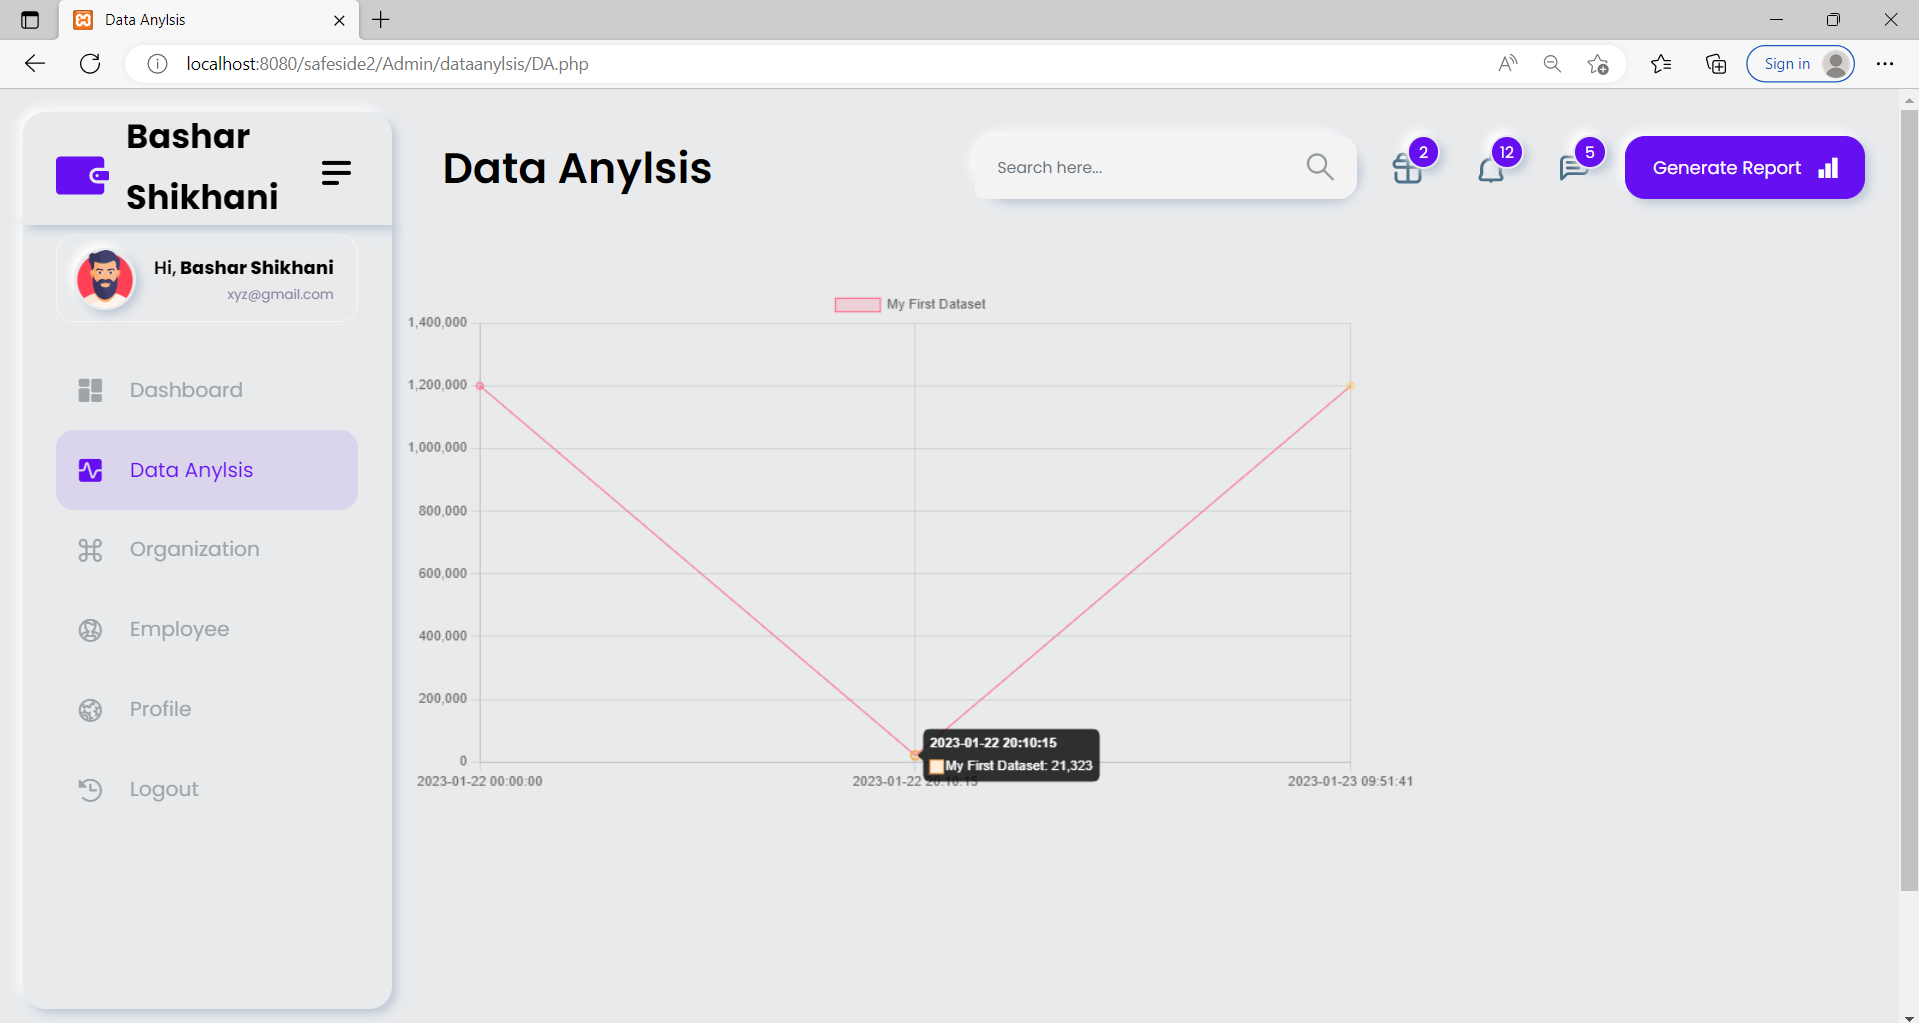 Data Anylsis
localhost:8080/safeside2/Admin/dataanylsis/DA.php
Sign in
Bashar
Shikhani
Data Anylsis
Search here...
2
12
5
Generate Report
Hi, Bashar Shikhani
xyz@gmail.com
Dashboard
Data Anylsis
Organization
Employee
Profile
Logout
My First Dataset
1,400,000
1,200,000
1,000,000
800,000
600,000
400,000
200,000
0
2023-01-22 20:10:15
My First Dataset: 21,323
2023-01-22 00:00:00
2023-01-22 20:10:15
2023-01-23 09:51:41